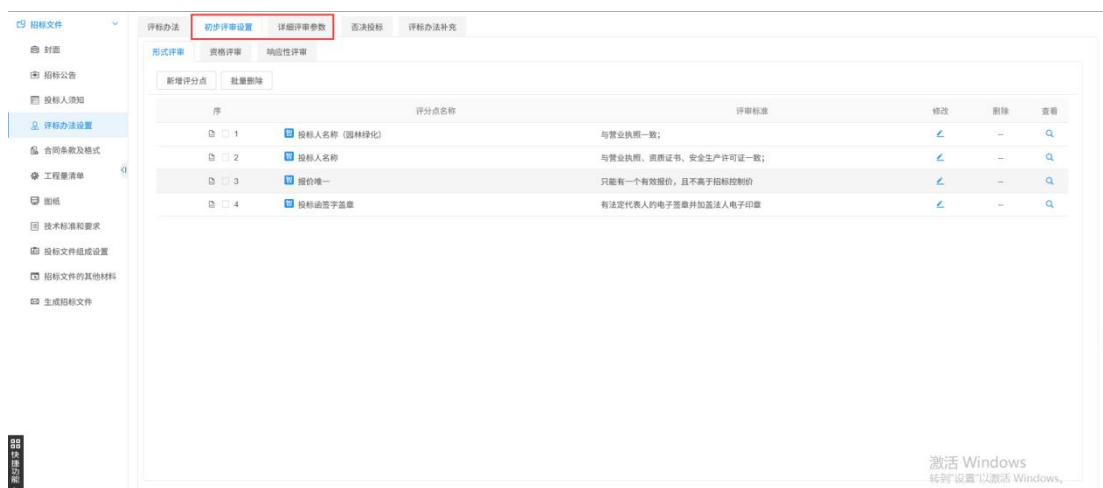 招标文件
封面
招标公告
投标人须知
评标办法设置
合同条款及格式
工程量清单
图纸
技术标准和要求
投标文件组成设置
招标文件的其他材料
生成招标文件
快捷功能
评标办法 初步评审设置 详细评审参数 否决投标 评标办法补充
形式评审 资格评审 响应性评审
新增评分点 批量删除
序 评分点名称 评审标准 修改 删除 查看
1 智 投标人名称（园林绿化） 与营业执照一致； --
2 智 投标人名称 与营业执照、资质证书、安全生产许可证一致； --
3 智 报价唯一 只能有一个有效报价，且不高于招标控制价 --
4 智 投标函签字盖章 有法定代表人的电子签章并加盖法人电子印章 --
激活 Windows
转到"设置"以激活 Windows。